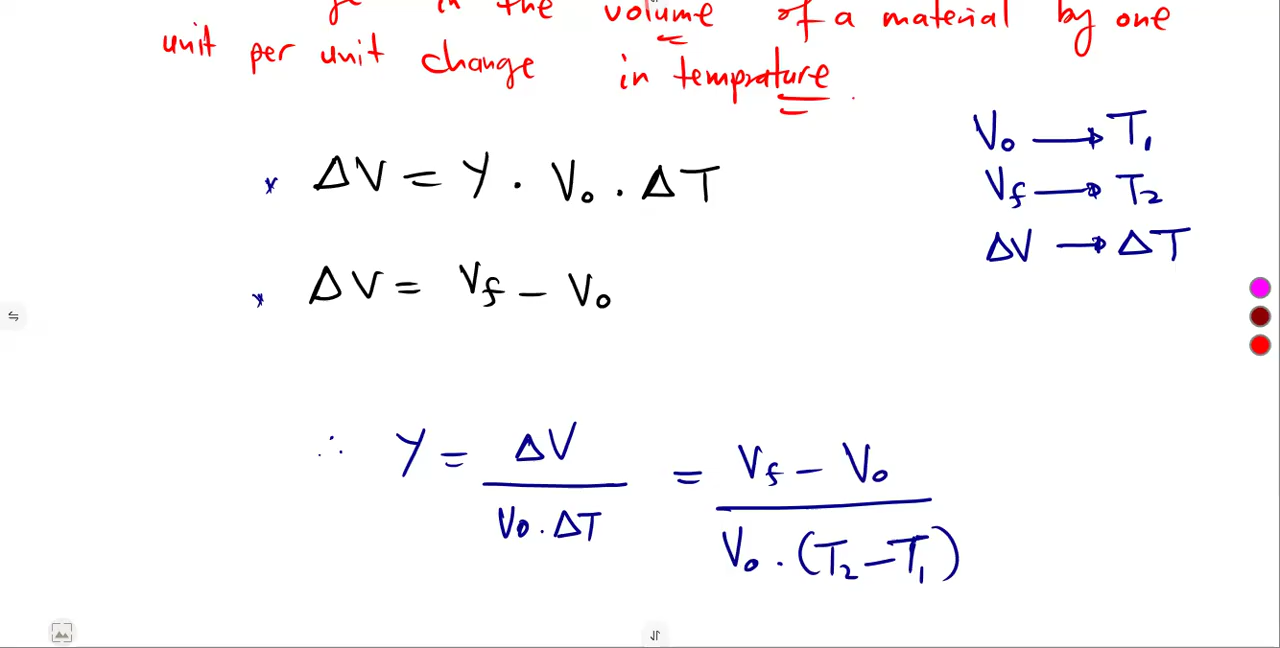 in the volume of a material by one
unit per unit change in temprature.
V₀ → T₁
* ΔV = γ · V₀ · ΔT
V_f → T₂
ΔV → ΔT
* ΔV = V_f − V₀
∴ γ = ΔV / (V₀ · ΔT) = (V_f − V₀) / (V₀ · (T₂ − T₁))